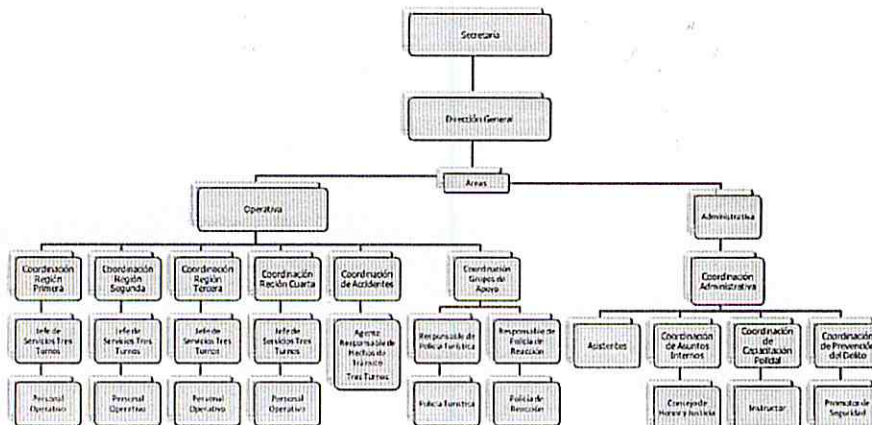 Secretaría
Dirección General
Áreas
Operativa
Administrativa
Coordinación
Región
Primera
Coordinación
Región
Segunda
Coordinación
Región
Tercera
Coordinación
Región Cuarta
Coordinación
de Accidentes
Coordinación
Grupos de
Apoyo
Coordinación
Administrativa
Jefe de
Servicios Tres
Turnos
Jefe de
Servicios Tres
Turnos
Jefe de
Servicios Tres
Turnos
Jefe de
Servicios Tres
Turnos
Agente
Responsable de
Hechos de
Tránsito
Tres Turnos
Responsable de
Policía Turística
Responsable de
Policía de
Reacción
Asistentes
Coordinación
de Asuntos
Internos
Coordinación
de
Capacitación
Policial
Coordinación
de Prevención
del Delito
Personal
Operativo
Personal
Operativo
Personal
Operativo
Personal
Operativo
Policía Turística
Policía de
Reacción
Consejo de
Honor y Justicia
Instructor
Promotor de
Seguridad